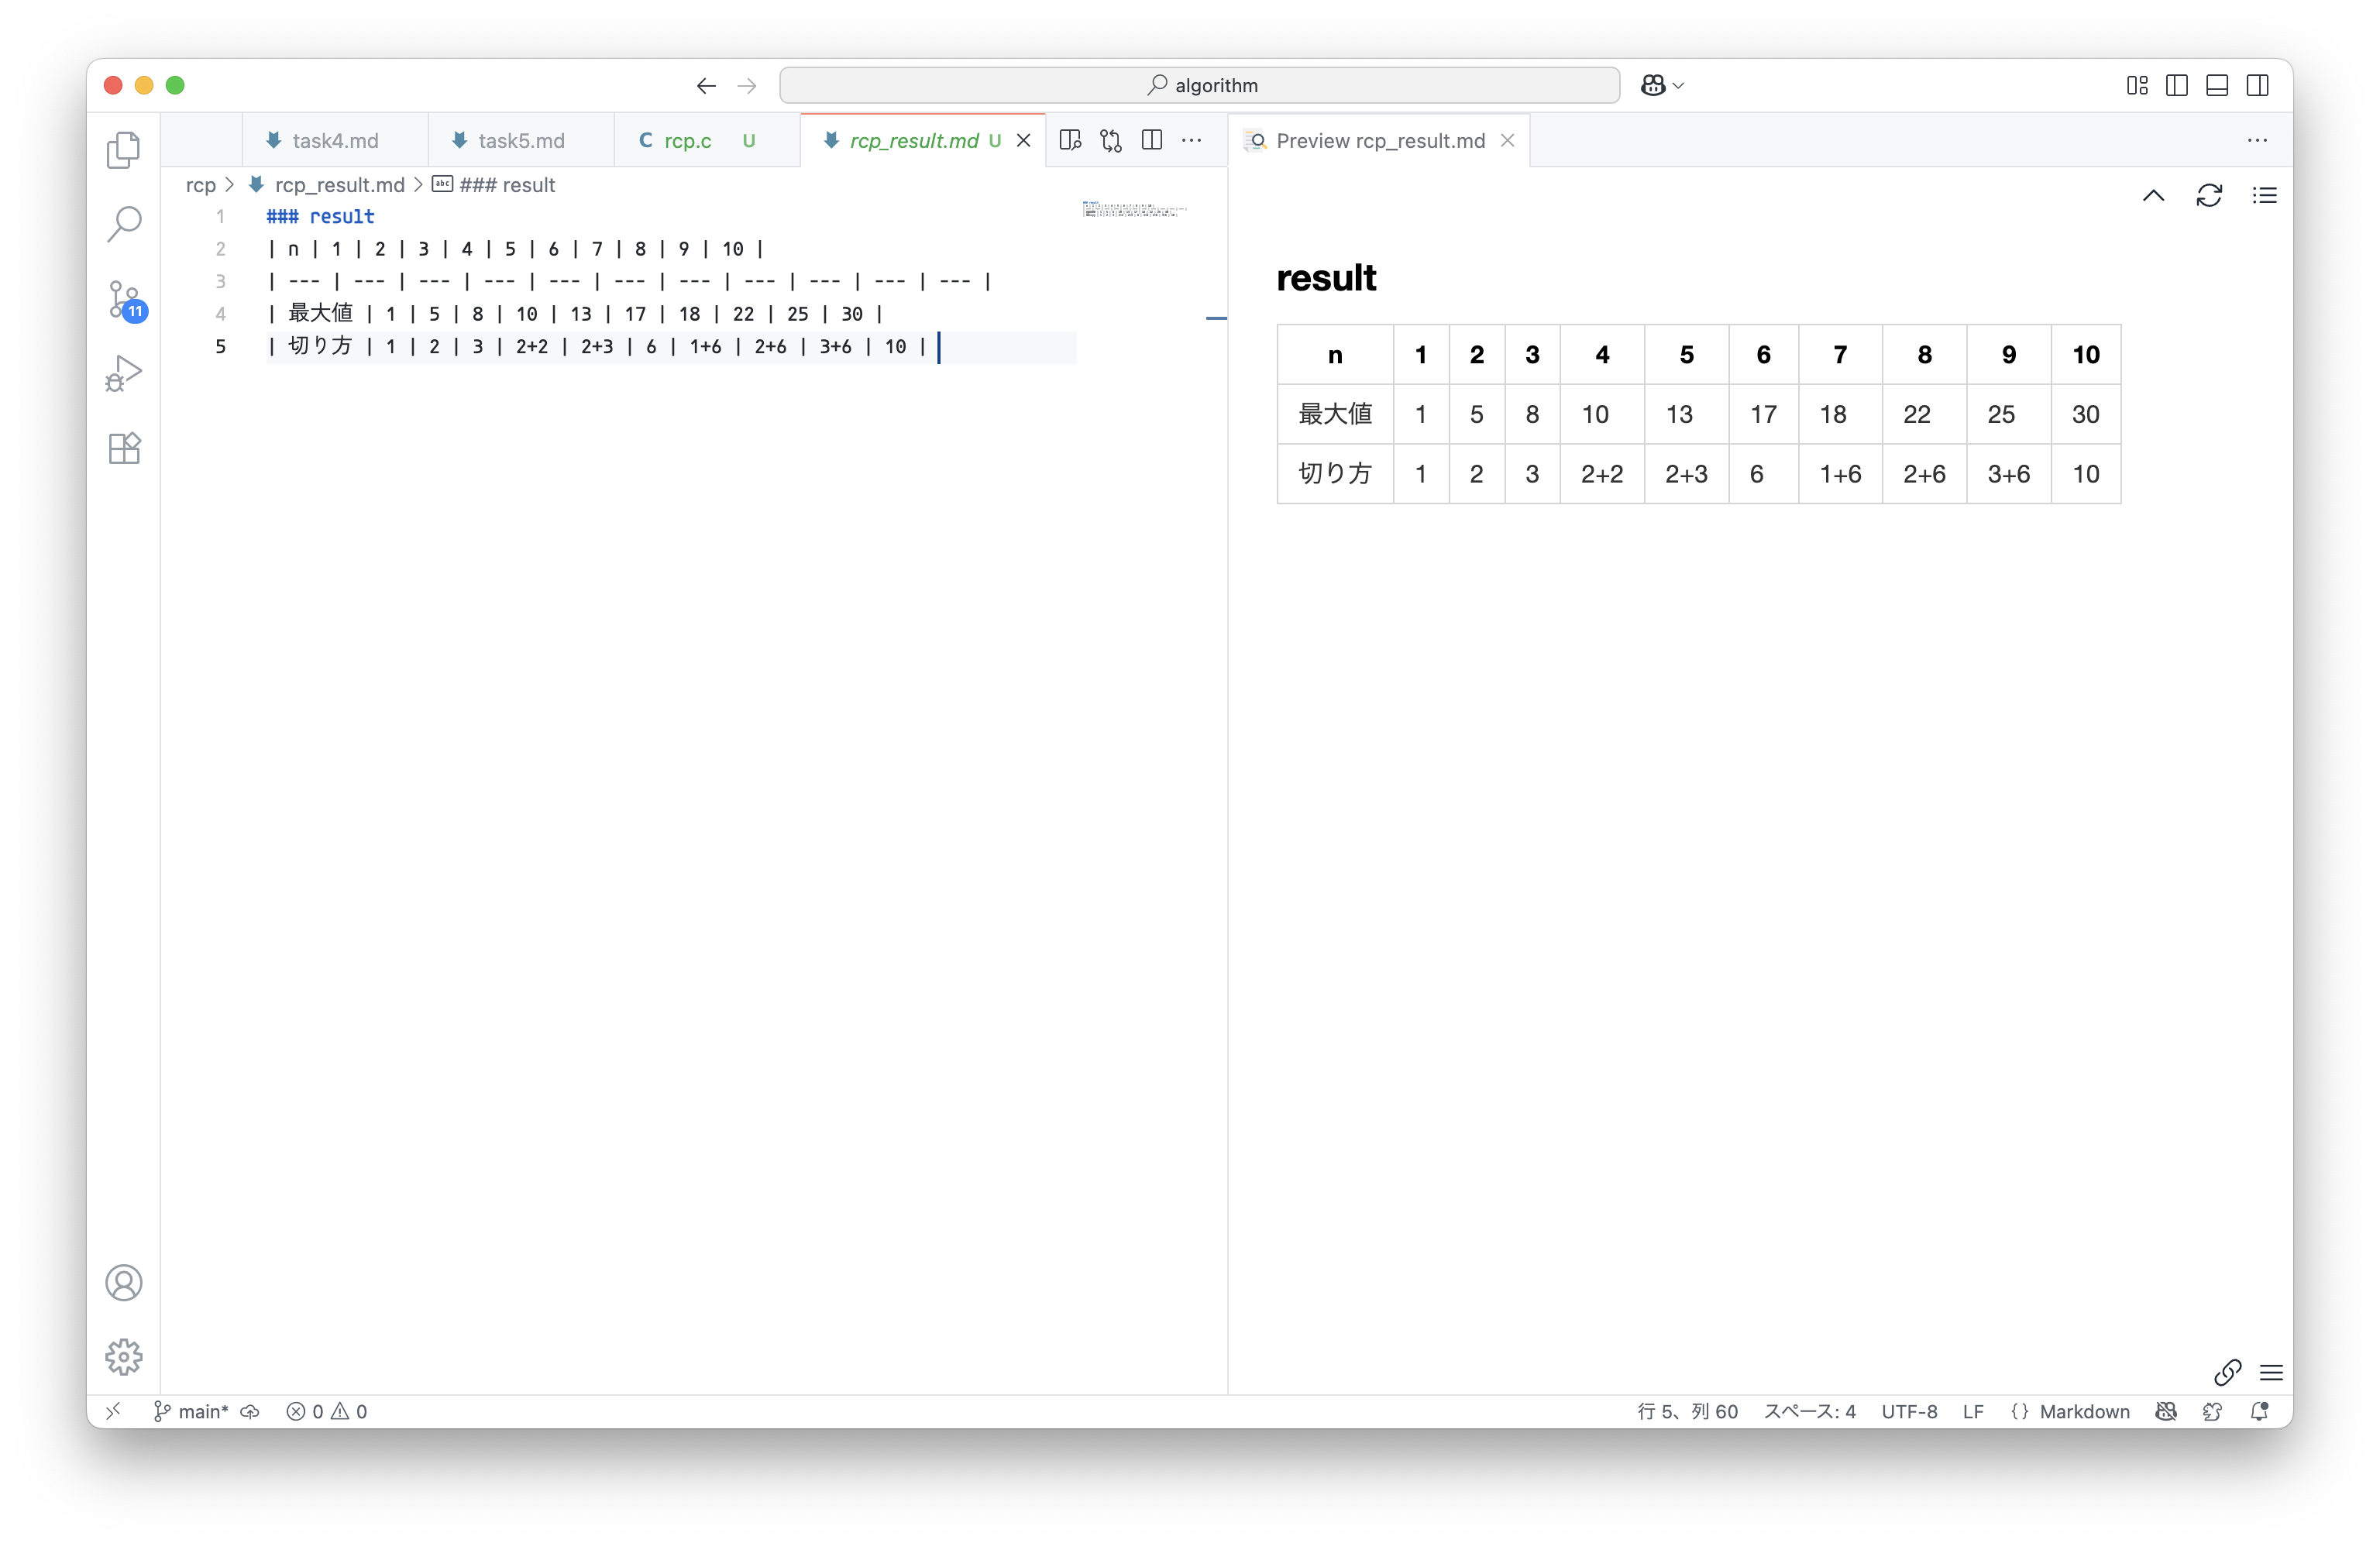 algorithm
task4.md
task5.md
C rcp.c U
rcp_result.md U
Preview rcp_result.md
rcp > rcp_result.md > abc ### result
1 ### result
2 | n | 1 | 2 | 3 | 4 | 5 | 6 | 7 | 8 | 9 | 10 |
3 | --- | --- | --- | --- | --- | --- | --- | --- | --- | --- | --- |
4 | 最大値 | 1 | 5 | 8 | 10 | 13 | 17 | 18 | 22 | 25 | 30 |
5 | 切り方 | 1 | 2 | 3 | 2+2 | 2+3 | 6 | 1+6 | 2+6 | 3+6 | 10 |
11
result
n 1 2 3 4 5 6 7 8 9 10
最大値 1 5 8 10 13 17 18 22 25 30
切り方 1 2 3 2+2 2+3 6 1+6 2+6 3+6 10
main* 0 0
行 5、列 60 スペース: 4 UTF-8 LF {} Markdown